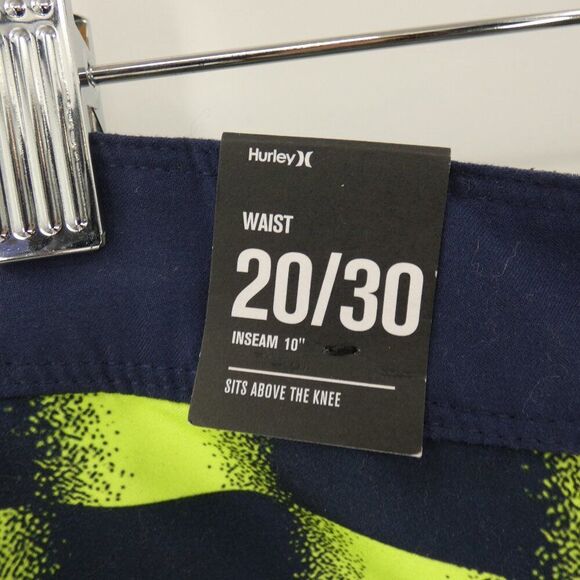 Hurley
WAIST
20/30
INSEAM 10"
SITS ABOVE THE KNEE